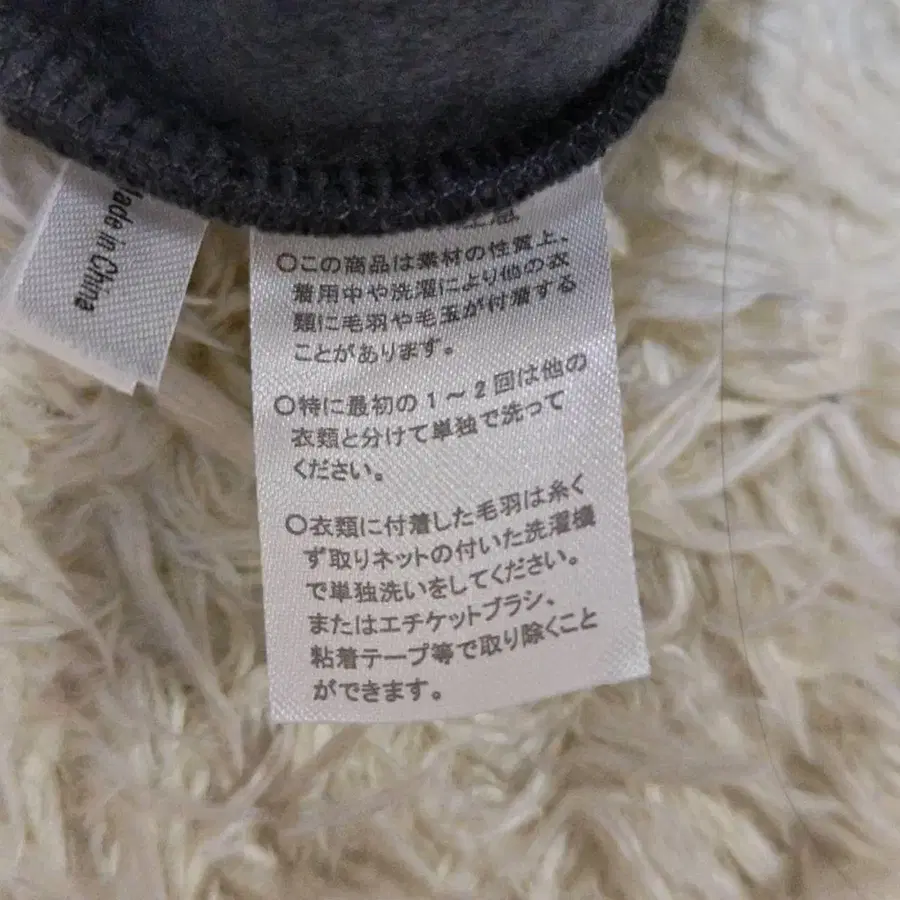 Made in China
〇この商品は素材の性質上、
着用中や洗濯により他の衣
類に毛羽や毛玉が付着する
ことがあります。
〇特に最初の1〜2回は他の
衣類と分けて単独で洗って
ください。
〇衣類に付着した毛羽は糸く
ず取りネットの付いた洗濯機
で単独洗いをしてください。
またはエチケットブラシ、
粘着テープ等で取り除くこと
ができます。